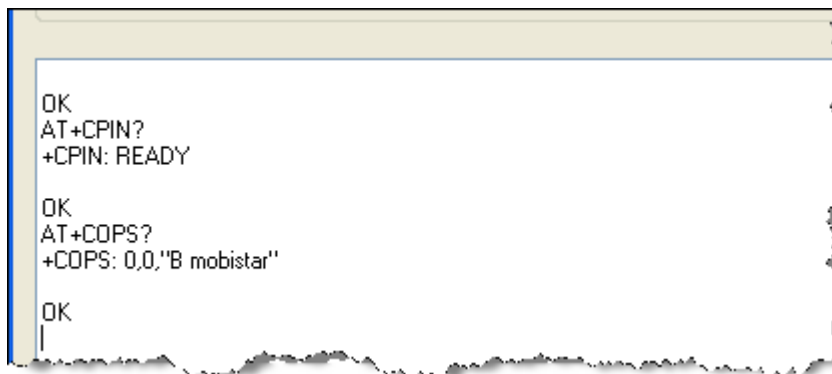 OK
AT+CPIN?
+CPIN: READY
OK
AT+COPS?
+COPS: 0,0,"B mobistar"
OK